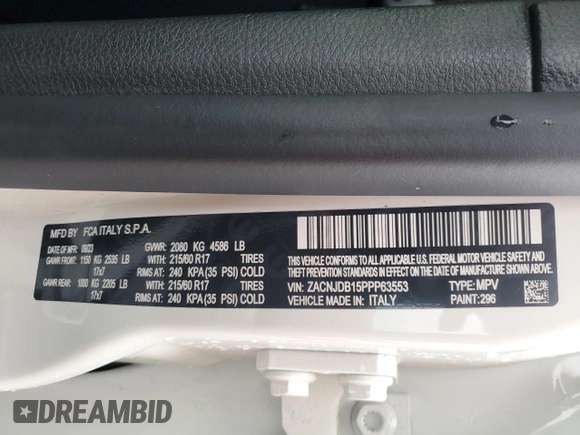 MFD BY FCA ITALY S.P.A.
DATE OF MFR: 09/23 GVWR: 2080 KG 4586 LB
GAWR FRONT: 1150 KG 2535 LB WITH: 215/60 R17 TIRES
17x7 RIMS AT: 240 KPA(35 PSI) COLD
GAWR REAR: 1000 KG 2205 LB WITH: 215/60 R17 TIRES
17x7 RIMS AT: 240 KPA(35 PSI) COLD
THIS VEHICLE CONFORMS TO ALL APPLICABLE U.S. FEDERAL MOTOR
VEHICLE SAFETY, BUMPER, AND THEFT PREVENTION STANDARDS
IN EFFECT ON THE DATE OF MANUFACTURE SHOWN ABOVE.
VIN: ZACNJDB15PPP63553 TYPE: MPV
VEHICLE MADE IN: ITALY PAINT: 296
DREAMBID